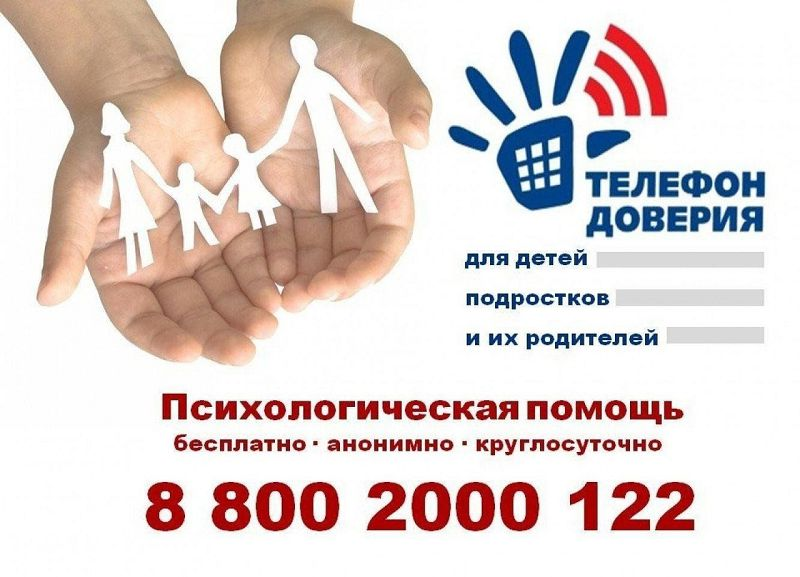 ТЕЛЕФОН
ДОВЕРИЯ
для детей
подростков
и их родителей
Психологическая помощь
бесплатно · анонимно · круглосуточно
8 800 2000 122